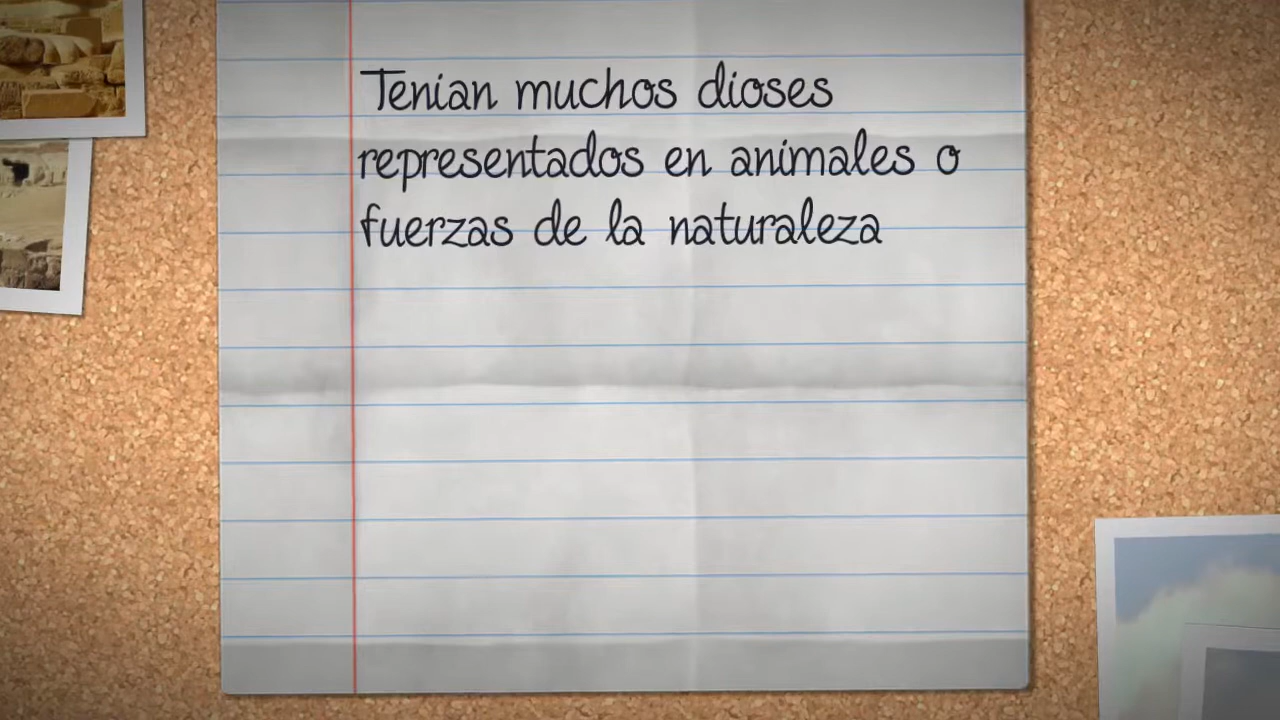 Tenian muchos dioses
representados en animales o
fuerzas de la naturaleza